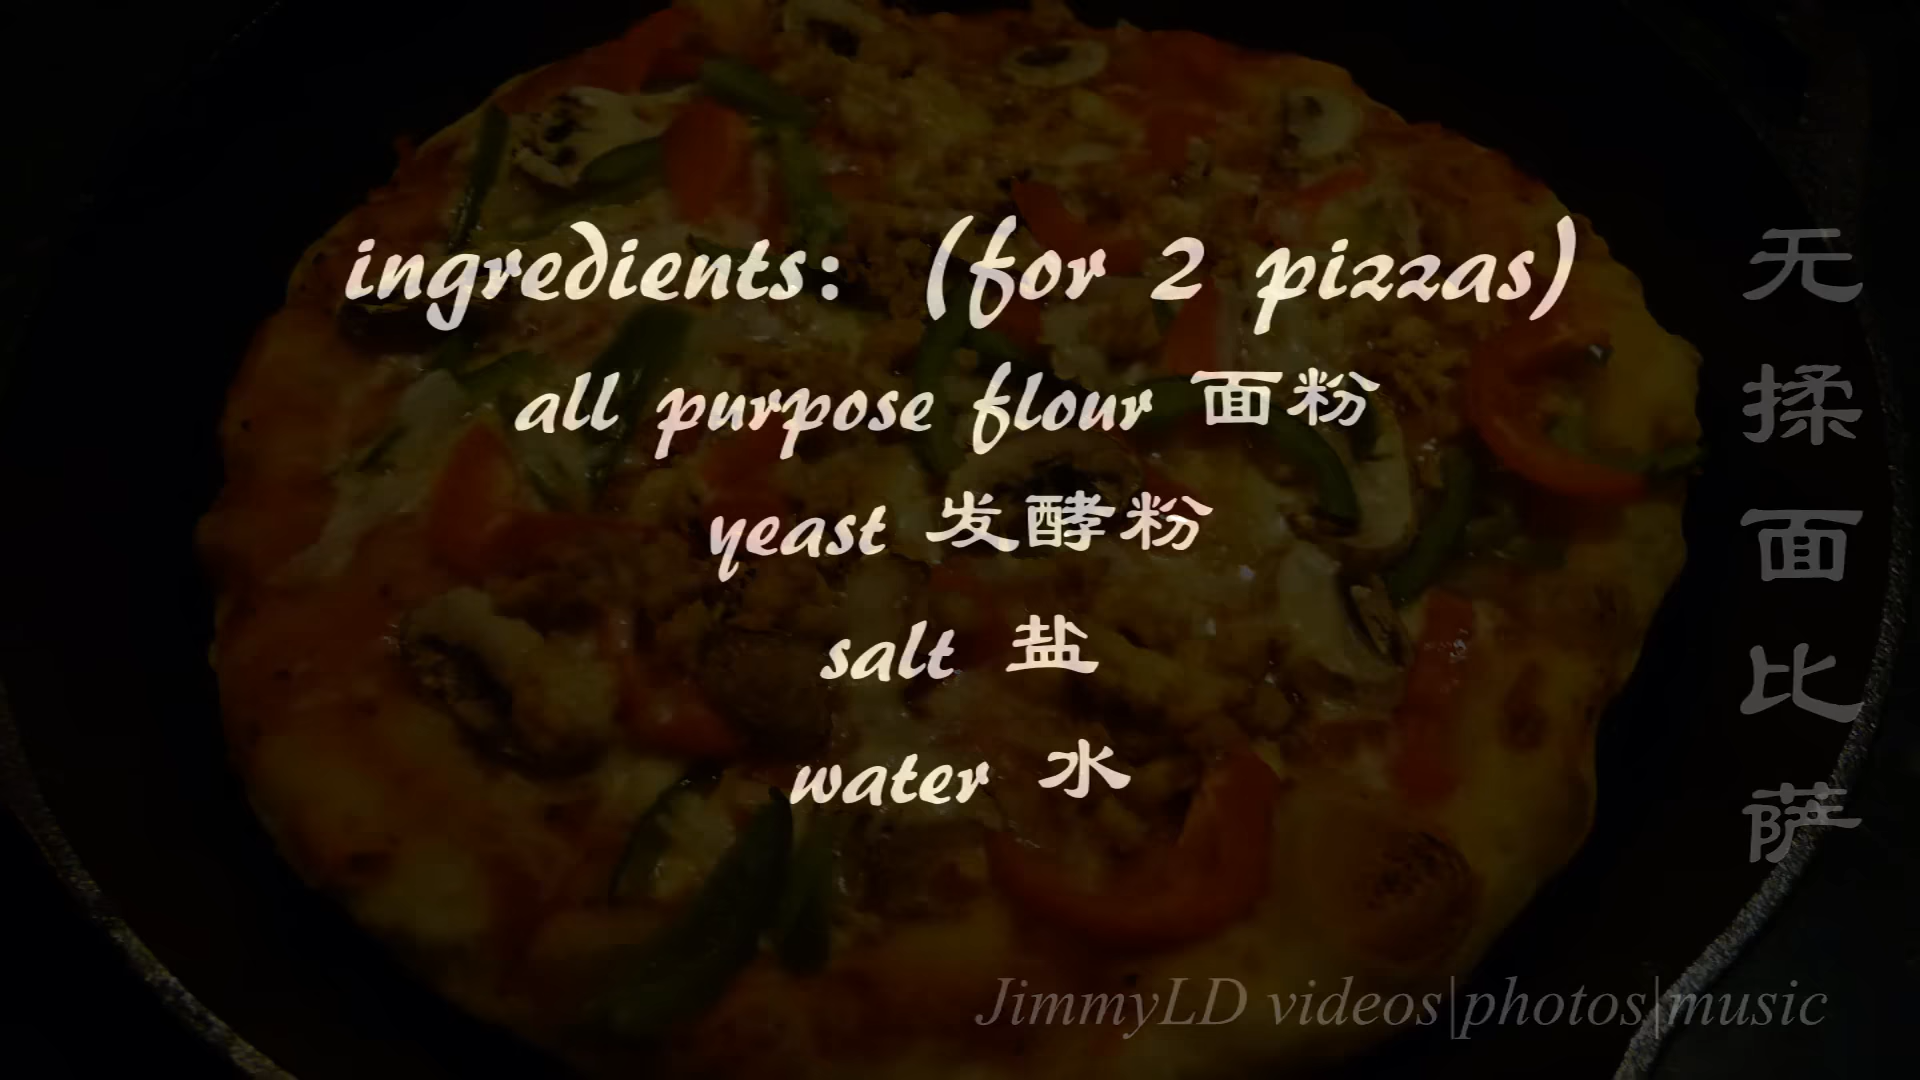 ingredients: (for 2 pizzas)
all purpose flour 面粉
yeast 发酵粉
salt 盐
water 水
无揉面比萨
JimmyLD videos|photos|music